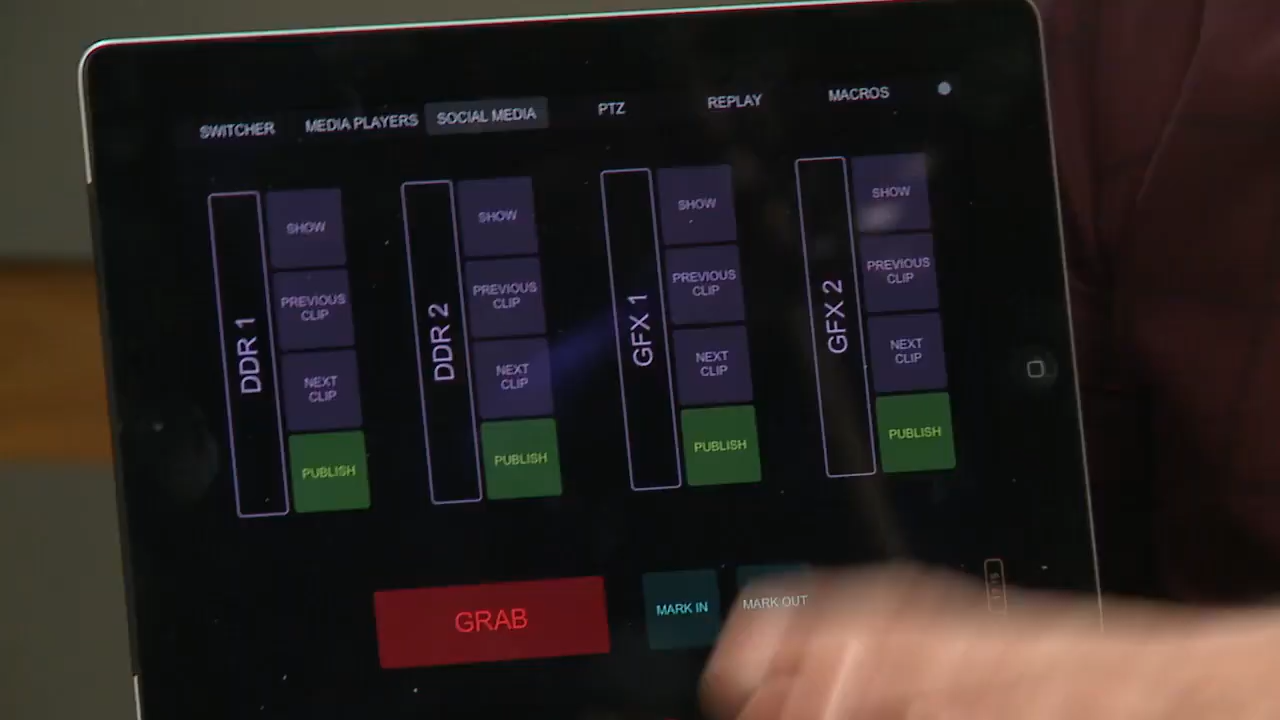 SWITCHER
MEDIA PLAYERS
SOCIAL MEDIA
PTZ
REPLAY
MACROS
DDR 1
SHOW
PREVIOUS
CLIP
NEXT
CLIP
PUBLISH
DDR 2
SHOW
PREVIOUS
CLIP
NEXT
CLIP
PUBLISH
GFX 1
SHOW
PREVIOUS
CLIP
NEXT
CLIP
PUBLISH
GFX 2
SHOW
PREVIOUS
CLIP
NEXT
CLIP
PUBLISH
GRAB
MARK IN
MARK OUT